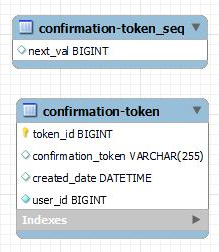 confirmation-token_seq
next_val BIGINT
confirmation-token
token_id BIGINT
confirmation_token VARCHAR(255)
created_date DATETIME
user_id BIGINT
Indexes